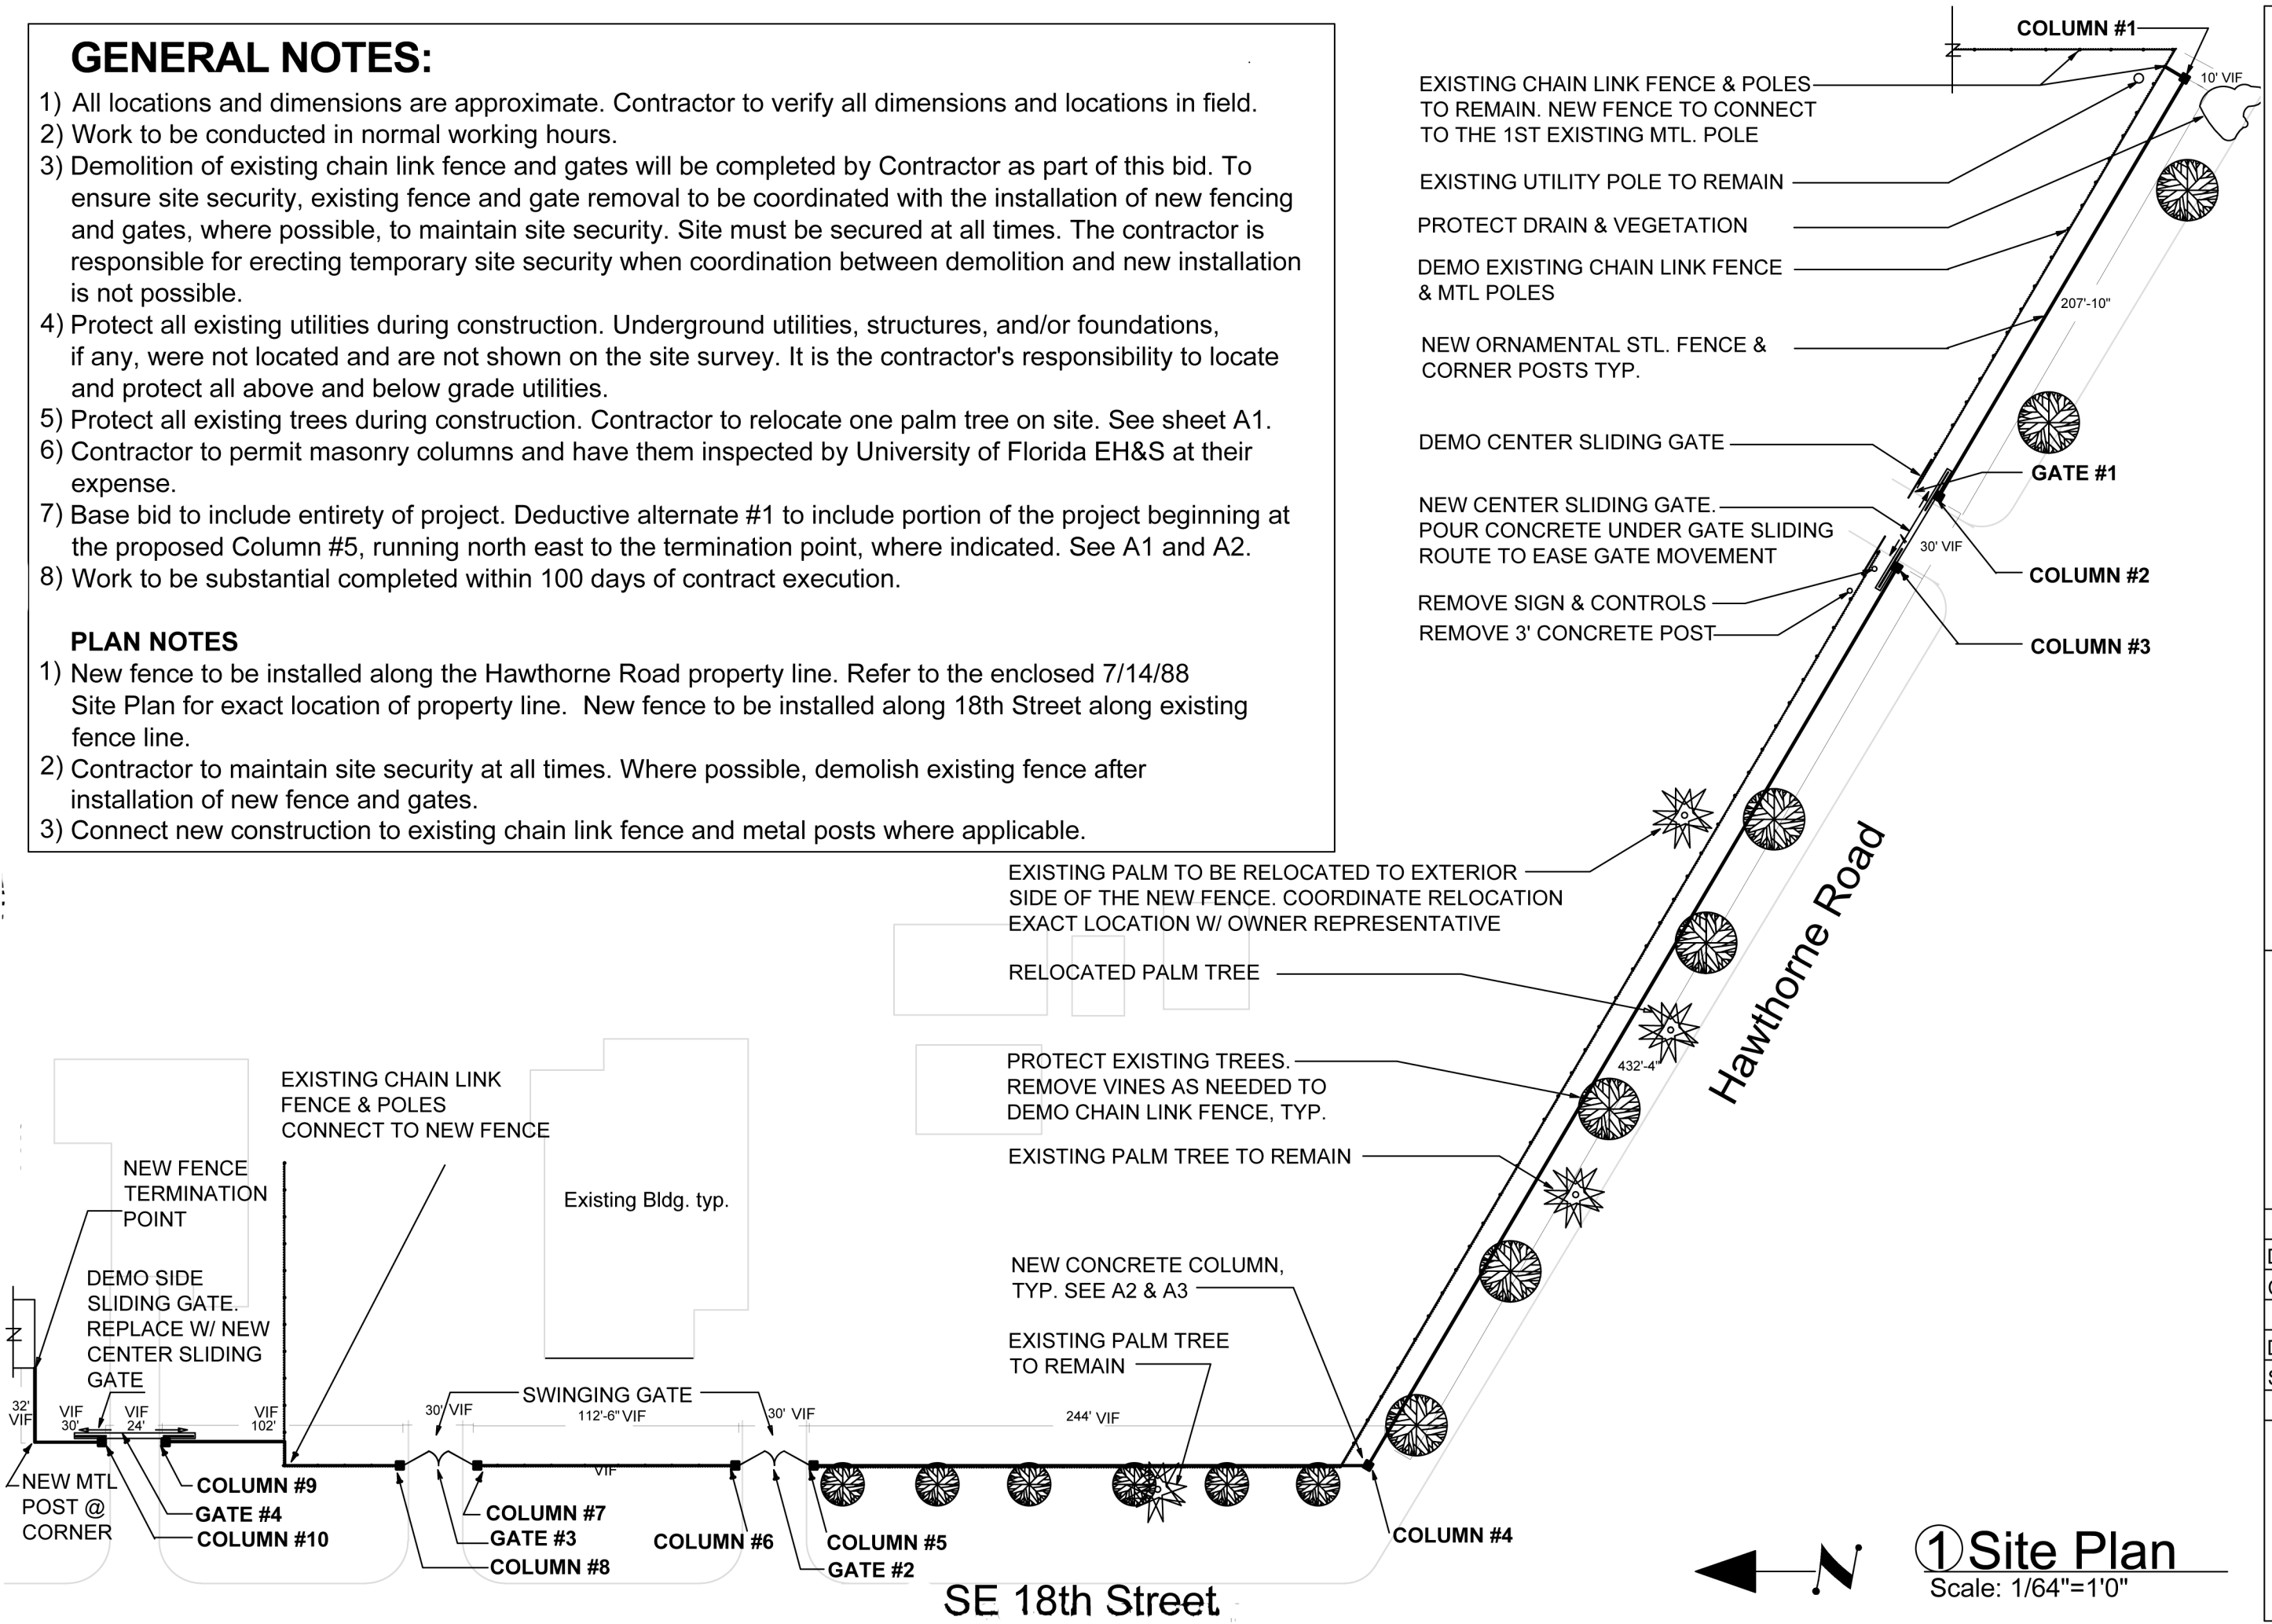 GENERAL NOTES:
1) All locations and dimensions are approximate. Contractor to verify all dimensions and locations in field.
2) Work to be conducted in normal working hours.
3) Demolition of existing chain link fence and gates will be completed by Contractor as part of this bid. To
ensure site security, existing fence and gate removal to be coordinated with the installation of new fencing
and gates, where possible, to maintain site security. Site must be secured at all times. The contractor is
responsible for erecting temporary site security when coordination between demolition and new installation
is not possible.
4) Protect all existing utilities during construction. Underground utilities, structures, and/or foundations,
if any, were not located and are not shown on the site survey. It is the contractor's responsibility to locate
and protect all above and below grade utilities.
5) Protect all existing trees during construction. Contractor to relocate one palm tree on site. See sheet A1.
6) Contractor to permit masonry columns and have them inspected by University of Florida EH&S at their
expense.
7) Base bid to include entirety of project. Deductive alternate #1 to include portion of the project beginning at
the proposed Column #5, running north east to the termination point, where indicated. See A1 and A2.
8) Work to be substantial completed within 100 days of contract execution.
PLAN NOTES
1) New fence to be installed along the Hawthorne Road property line. Refer to the enclosed 7/14/88
Site Plan for exact location of property line. New fence to be installed along 18th Street along existing
fence line.
2) Contractor to maintain site security at all times. Where possible, demolish existing fence after
installation of new fence and gates.
3) Connect new construction to existing chain link fence and metal posts where applicable.
COLUMN #1
10' VIF
EXISTING CHAIN LINK FENCE & POLES
TO REMAIN. NEW FENCE TO CONNECT
TO THE 1ST EXISTING MTL. POLE
EXISTING UTILITY POLE TO REMAIN
PROTECT DRAIN & VEGETATION
DEMO EXISTING CHAIN LINK FENCE
& MTL POLES
207'-10"
NEW ORNAMENTAL STL. FENCE &
CORNER POSTS TYP.
DEMO CENTER SLIDING GATE
GATE #1
NEW CENTER SLIDING GATE.
POUR CONCRETE UNDER GATE SLIDING
ROUTE TO EASE GATE MOVEMENT
30' VIF
COLUMN #2
REMOVE SIGN & CONTROLS
REMOVE 3' CONCRETE POST
COLUMN #3
EXISTING PALM TO BE RELOCATED TO EXTERIOR
SIDE OF THE NEW FENCE. COORDINATE RELOCATION
EXACT LOCATION W/ OWNER REPRESENTATIVE
RELOCATED PALM TREE
Hawthorne Road
PROTECT EXISTING TREES.
REMOVE VINES AS NEEDED TO
DEMO CHAIN LINK FENCE, TYP.
432'-4"
EXISTING PALM TREE TO REMAIN
NEW CONCRETE COLUMN,
TYP. SEE A2 & A3
EXISTING PALM TREE
TO REMAIN
EXISTING CHAIN LINK
FENCE & POLES
CONNECT TO NEW FENCE
NEW FENCE
TERMINATION
POINT
Existing Bldg. typ.
DEMO SIDE
SLIDING GATE.
REPLACE W/ NEW
CENTER SLIDING
GATE
SWINGING GATE
32'
VIF
VIF
30'
VIF
24'
VIF
102'
30' VIF
112'-6" VIF
30' VIF
244' VIF
VIF
NEW MTL
POST @
CORNER
COLUMN #9
GATE #4
COLUMN #10
COLUMN #7
GATE #3
COLUMN #8
COLUMN #6
COLUMN #5
GATE #2
COLUMN #4
SE 18th Street
N
1 Site Plan
Scale: 1/64"=1'0"